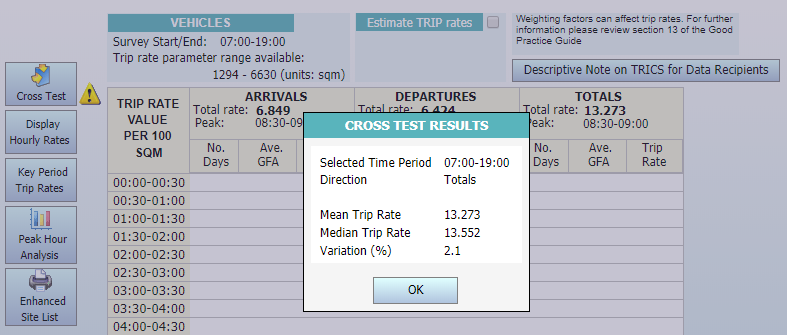 VEHICLES
Survey Start/End: 07:00-19:00
Trip rate parameter range available:
1294 - 6630 (units: sqm)
Estimate TRIP rates
Weighting factors can affect trip rates. For further
information please review section 13 of the Good
Practice Guide
Descriptive Note on TRICS for Data Recipients
Cross Test
Display
Hourly Rates
Key Period
Trip Rates
Peak Hour
Analysis
Enhanced
Site List
TRIP RATE
VALUE
PER 100
SQM
ARRIVALS
Total rate: 6.849
Peak: 08:30-09
No.
Days
Ave.
GFA
DEPARTURES
Total rate: 6.424
TOTALS
Total rate: 13.273
Peak: 08:30-09:00
No.
Days
Ave.
GFA
Trip
Rate
00:00-00:30
00:30-01:00
01:00-01:30
01:30-02:00
02:00-02:30
02:30-03:00
03:00-03:30
03:30-04:00
04:00-04:30
CROSS TEST RESULTS
Selected Time Period 07:00-19:00
Direction Totals
Mean Trip Rate 13.273
Median Trip Rate 13.552
Variation (%) 2.1
OK